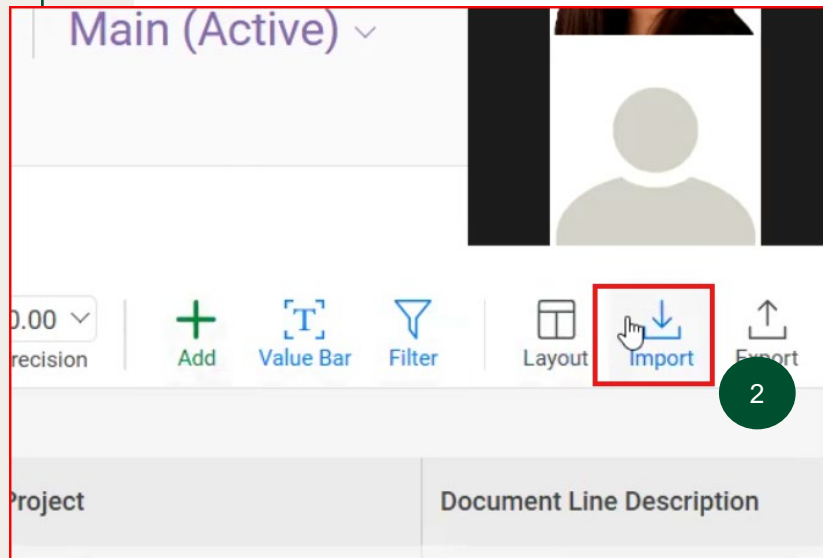 Main (Active)
0.00
recision
Add
Value Bar
Filter
Layout
Import
Export
2
Project
Document Line Description